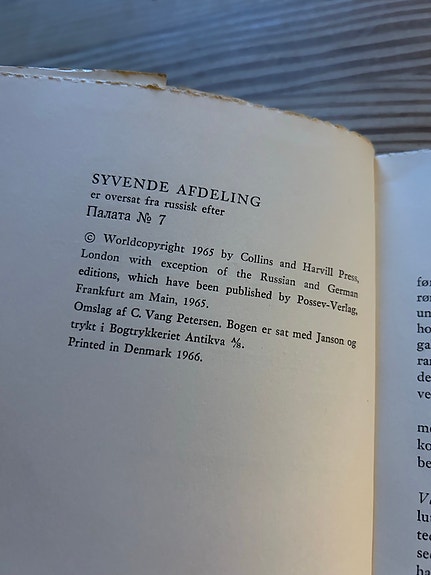 SYVENDE AFDELING
er oversat fra russisk efter
Палата № 7
© Worldcopyright 1965 by Collins and Harvill Press,
London with exception of the Russian and German
editions, which have been published by Possev-Verlag,
Frankfurt am Main, 1965.
Omslag af C. Vang Petersen. Bogen er sat med Janson og
trykt i Bogtrykkeriet Antikva A/S.
Printed in Denmark 1966.